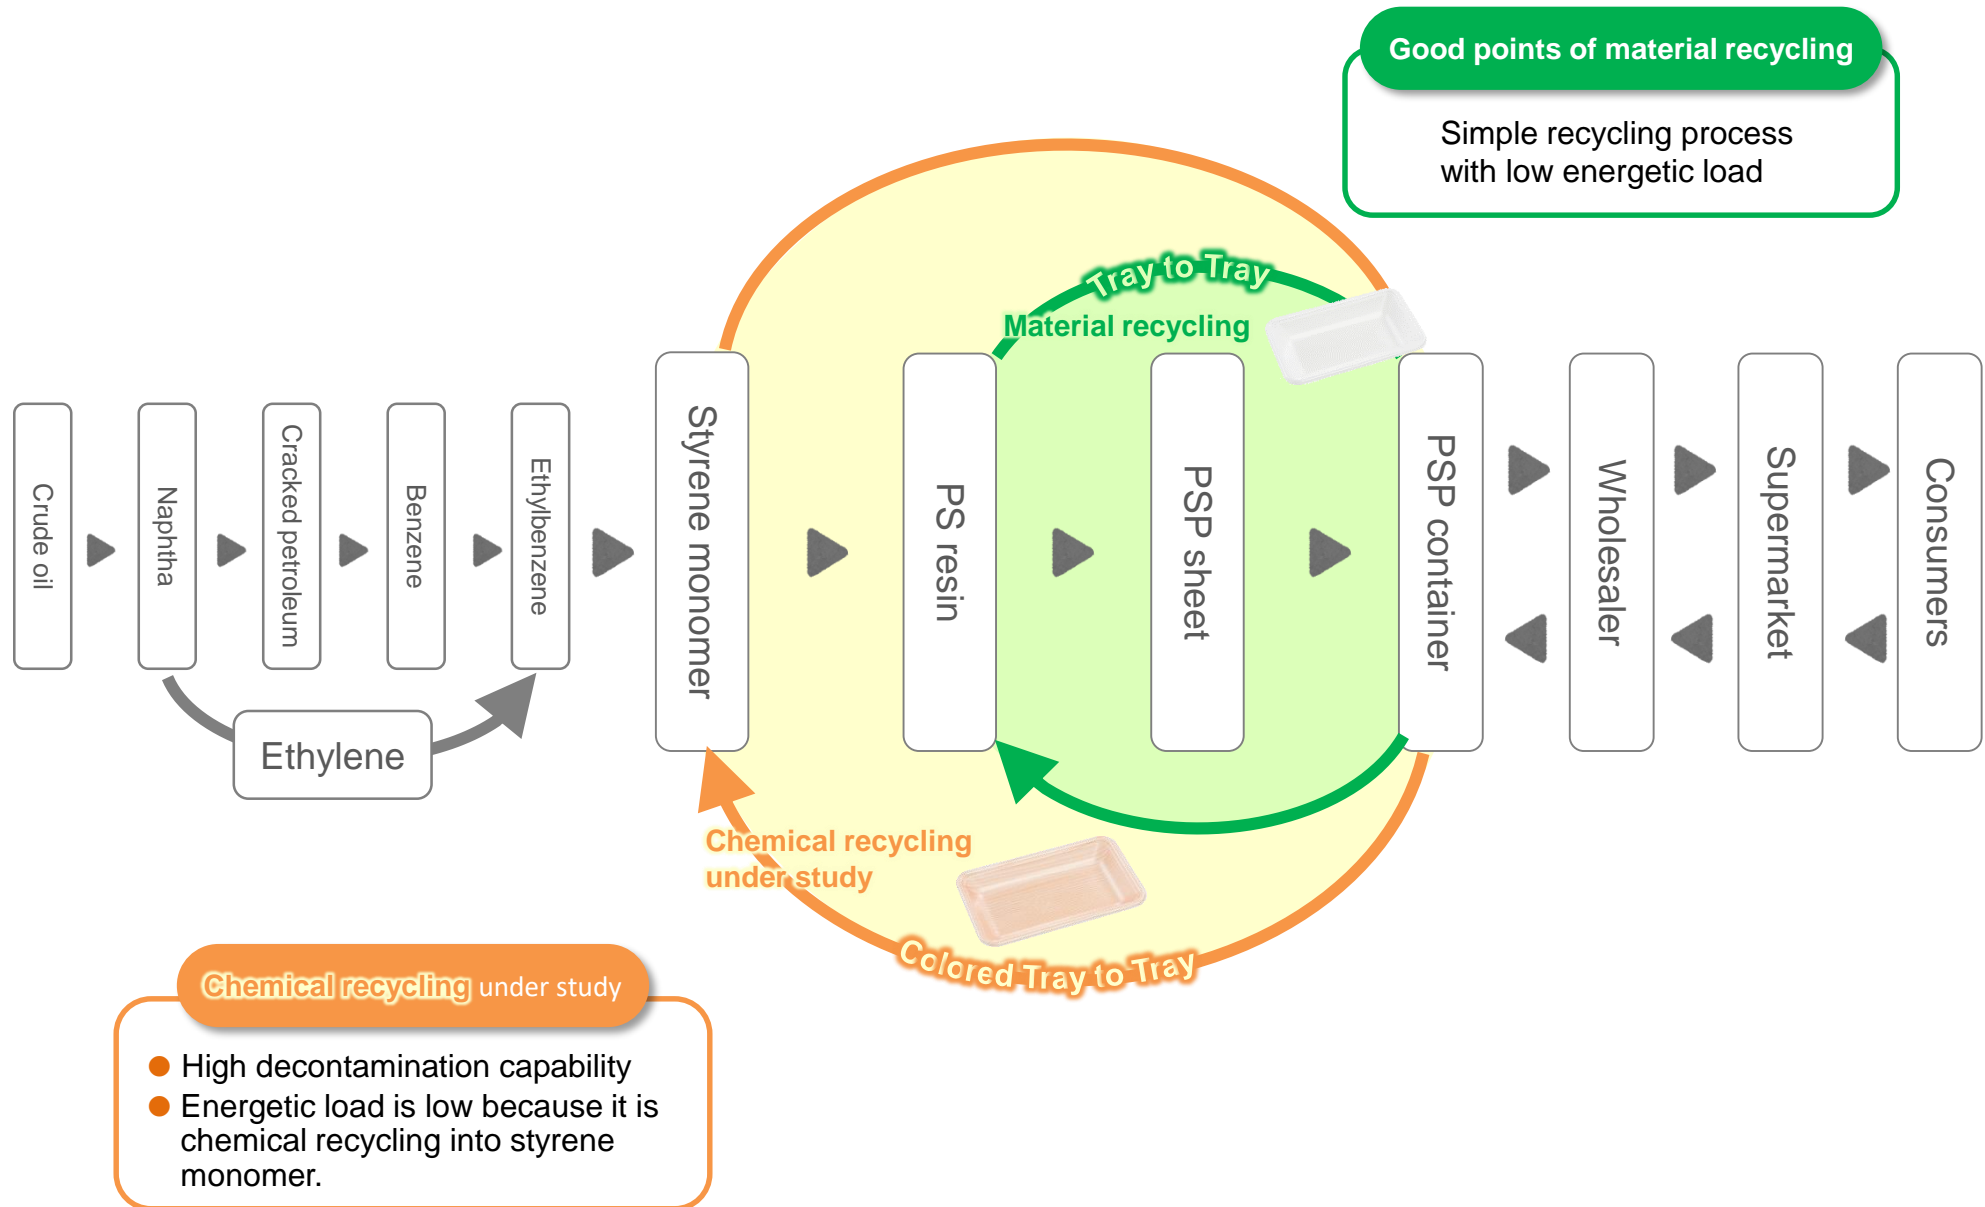 Good points of material recycling
Simple recycling process
with low energetic load
Tray to Tray
Material recycling
Crude oil
Naphtha
Cracked petroleum
Benzene
Ethylbenzene
Styrene monomer
PS resin
PSP sheet
PSP container
Wholesaler
Supermarket
Consumers
Ethylene
Chemical recycling
under study
Colored Tray to Tray
Chemical recycling under study
High decontamination capability
Energetic load is low because it is
chemical recycling into styrene
monomer.